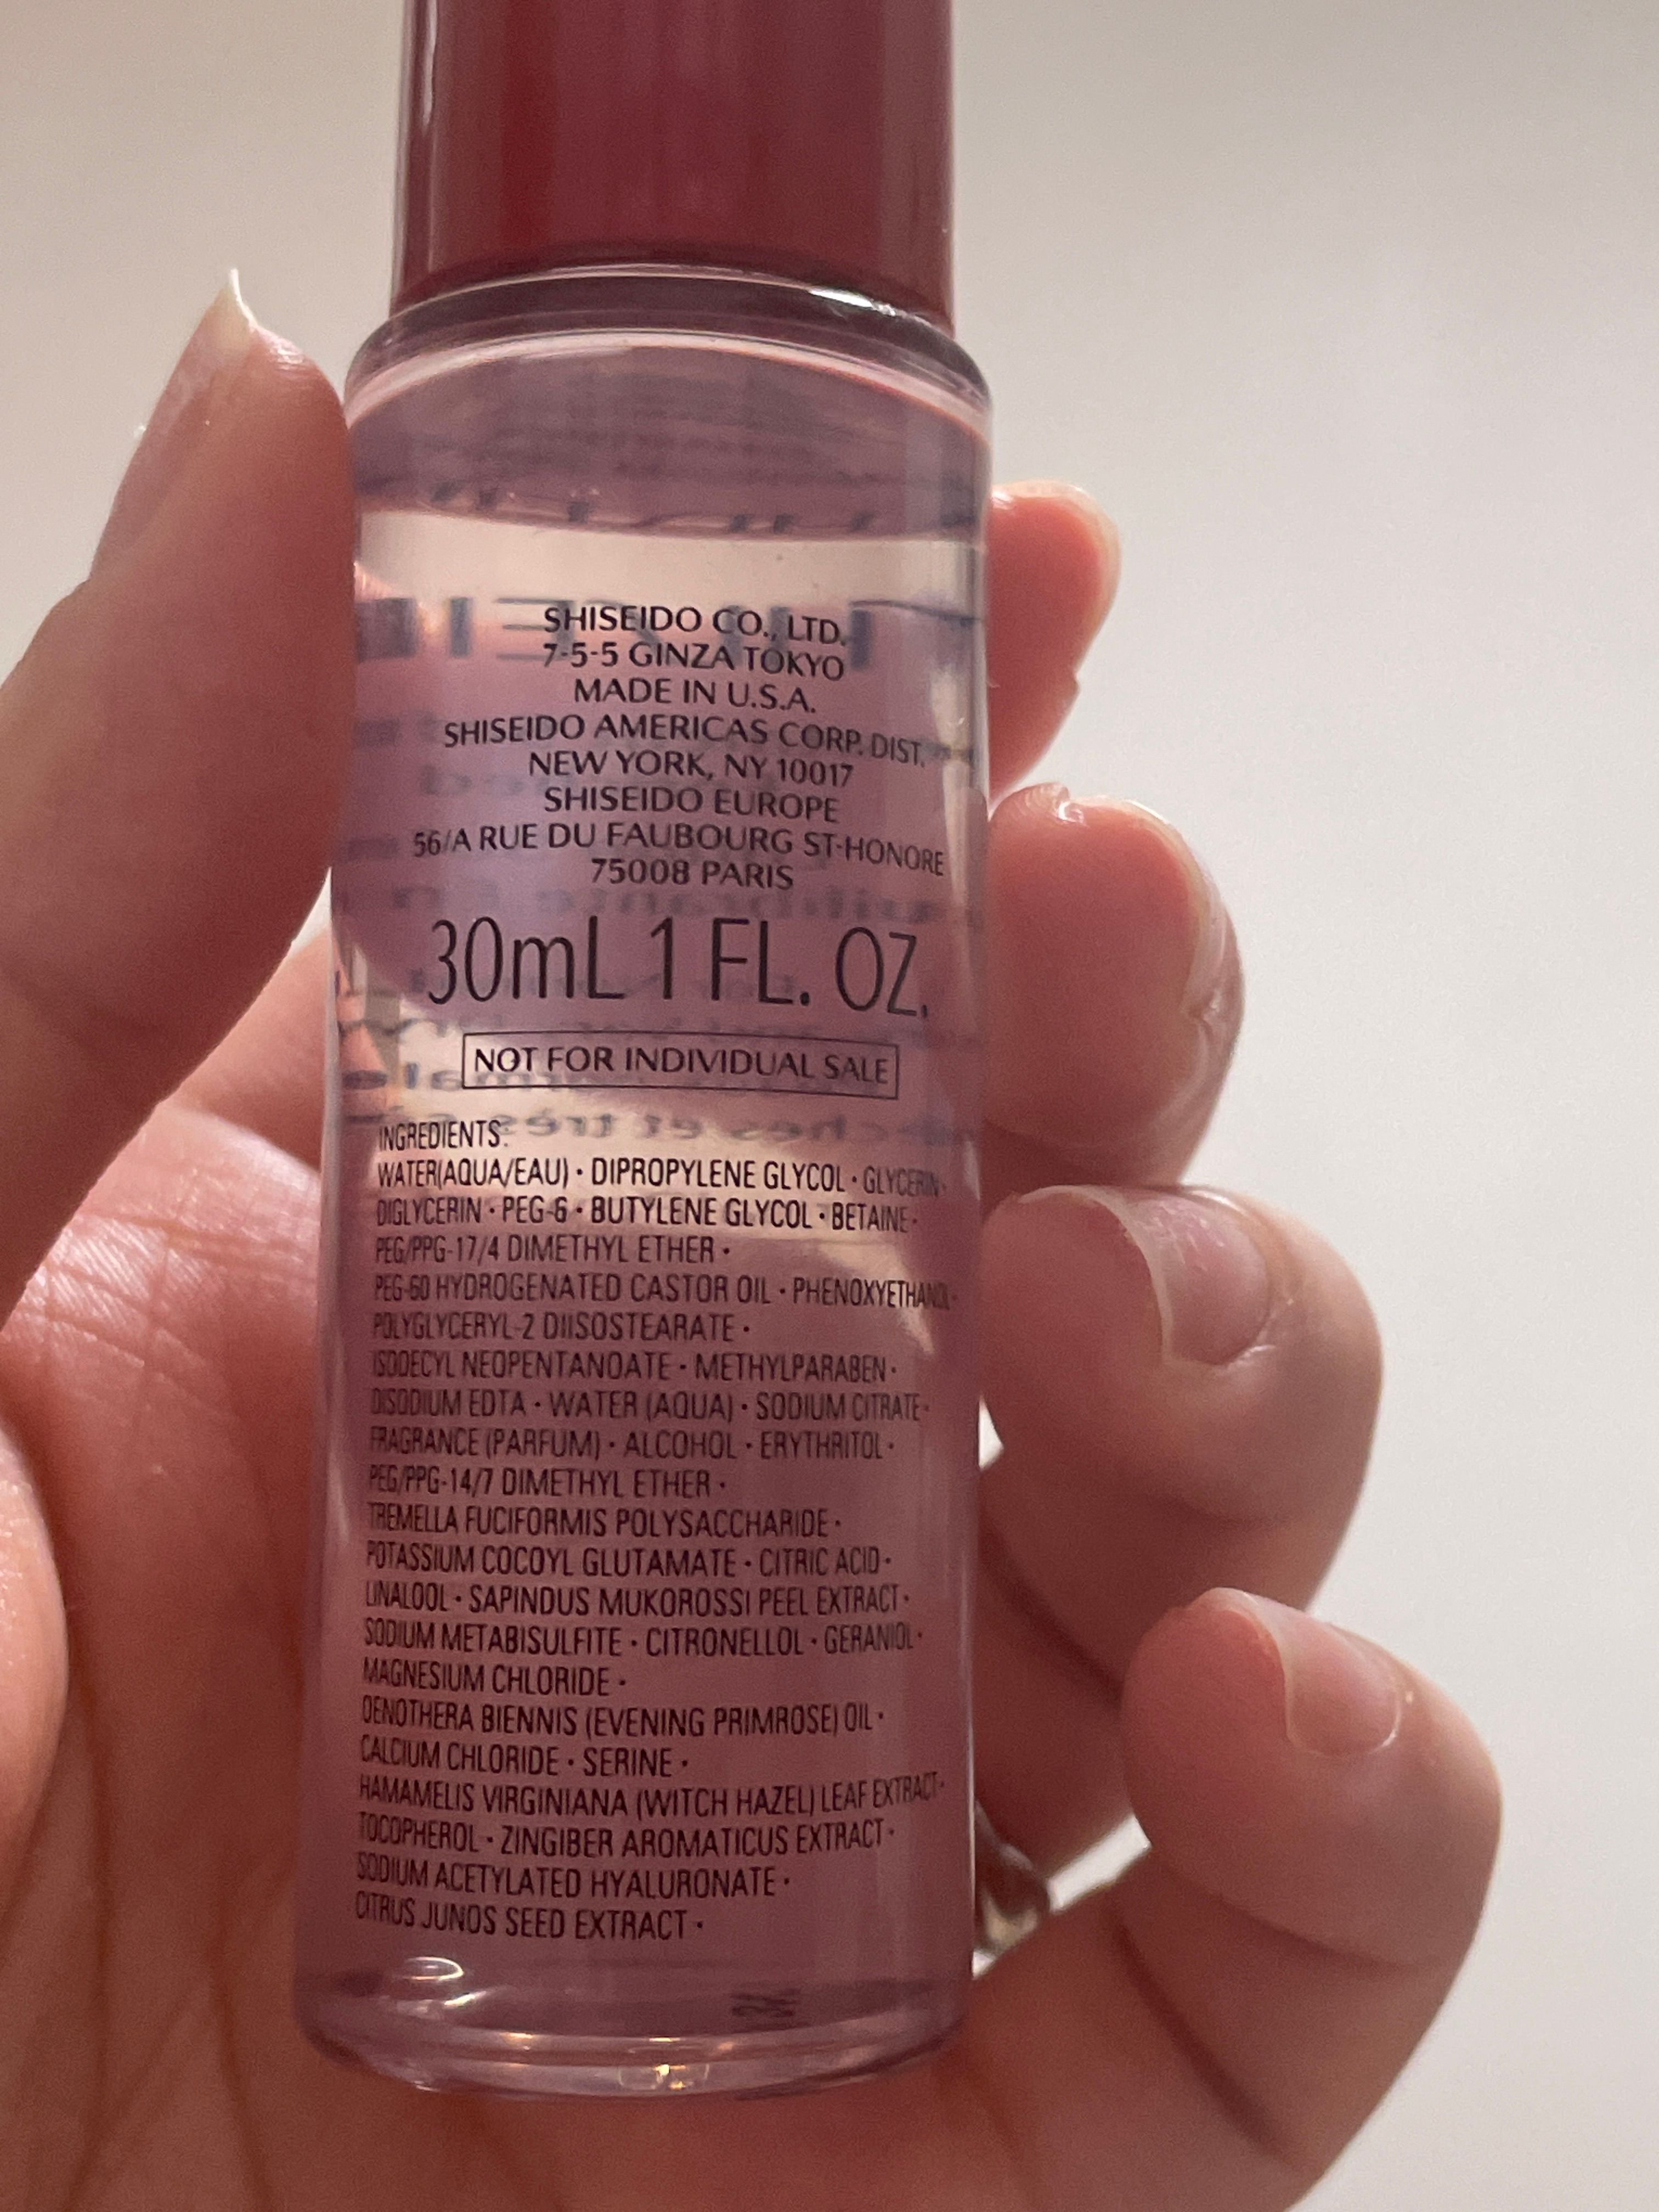 SHISEIDO CO., LTD.
7-5-5 GINZA TOKYO
MADE IN U.S.A.
SHISEIDO AMERICAS CORP. DIST.
NEW YORK, NY 10017
SHISEIDO EUROPE
56/A RUE DU FAUBOURG ST-HONORE
75008 PARIS
30mL 1 FL. OZ.
NOT FOR INDIVIDUAL SALE
INGREDIENTS:
WATER(AQUA/EAU)・DIPROPYLENE GLYCOL・GLYCERIN・
DIGLYCERIN・PEG-6・BUTYLENE GLYCOL・BETAINE・
PEG/PPG-17/4 DIMETHYL ETHER・
PEG-60 HYDROGENATED CASTOR OIL・PHENOXYETHANOL・
POLYGLYCERYL-2 DIISOSTEARATE・
ISODECYL NEOPENTANOATE・METHYLPARABEN・
DISODIUM EDTA・WATER (AQUA)・SODIUM CITRATE・
FRAGRANCE (PARFUM)・ALCOHOL・ERYTHRITOL・
PEG/PPG-14/7 DIMETHYL ETHER・
TREMELLA FUCIFORMIS POLYSACCHARIDE・
POTASSIUM COCOYL GLUTAMATE・CITRIC ACID・
LINALOOL・SAPINDUS MUKOROSSI PEEL EXTRACT・
SODIUM METABISULFITE・CITRONELLOL・GERANIOL・
MAGNESIUM CHLORIDE・
OENOTHERA BIENNIS (EVENING PRIMROSE) OIL・
CALCIUM CHLORIDE・SERINE・
HAMAMELIS VIRGINIANA (WITCH HAZEL) LEAF EXTRACT・
TOCOPHEROL・ZINGIBER AROMATICUS EXTRACT・
SODIUM ACETYLATED HYALURONATE・
CITRUS JUNOS SEED EXTRACT・